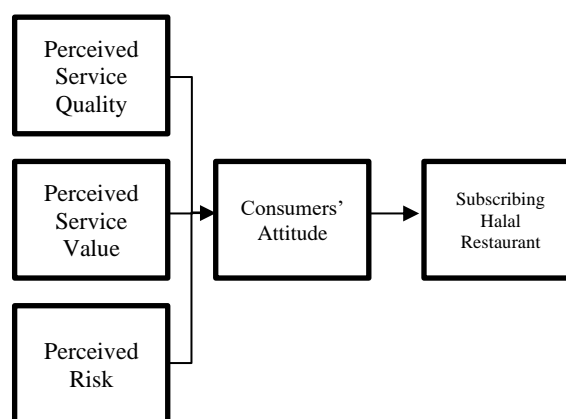 Perceived
Service
Quality
Perceived
Service
Value
Consumers’
Attitude
Subscribing
Halal
Restaurant
Perceived
Risk